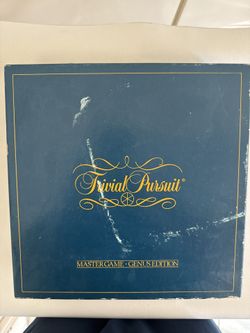 Trivial Pursuit®
MASTER GAME • GENUS EDITION